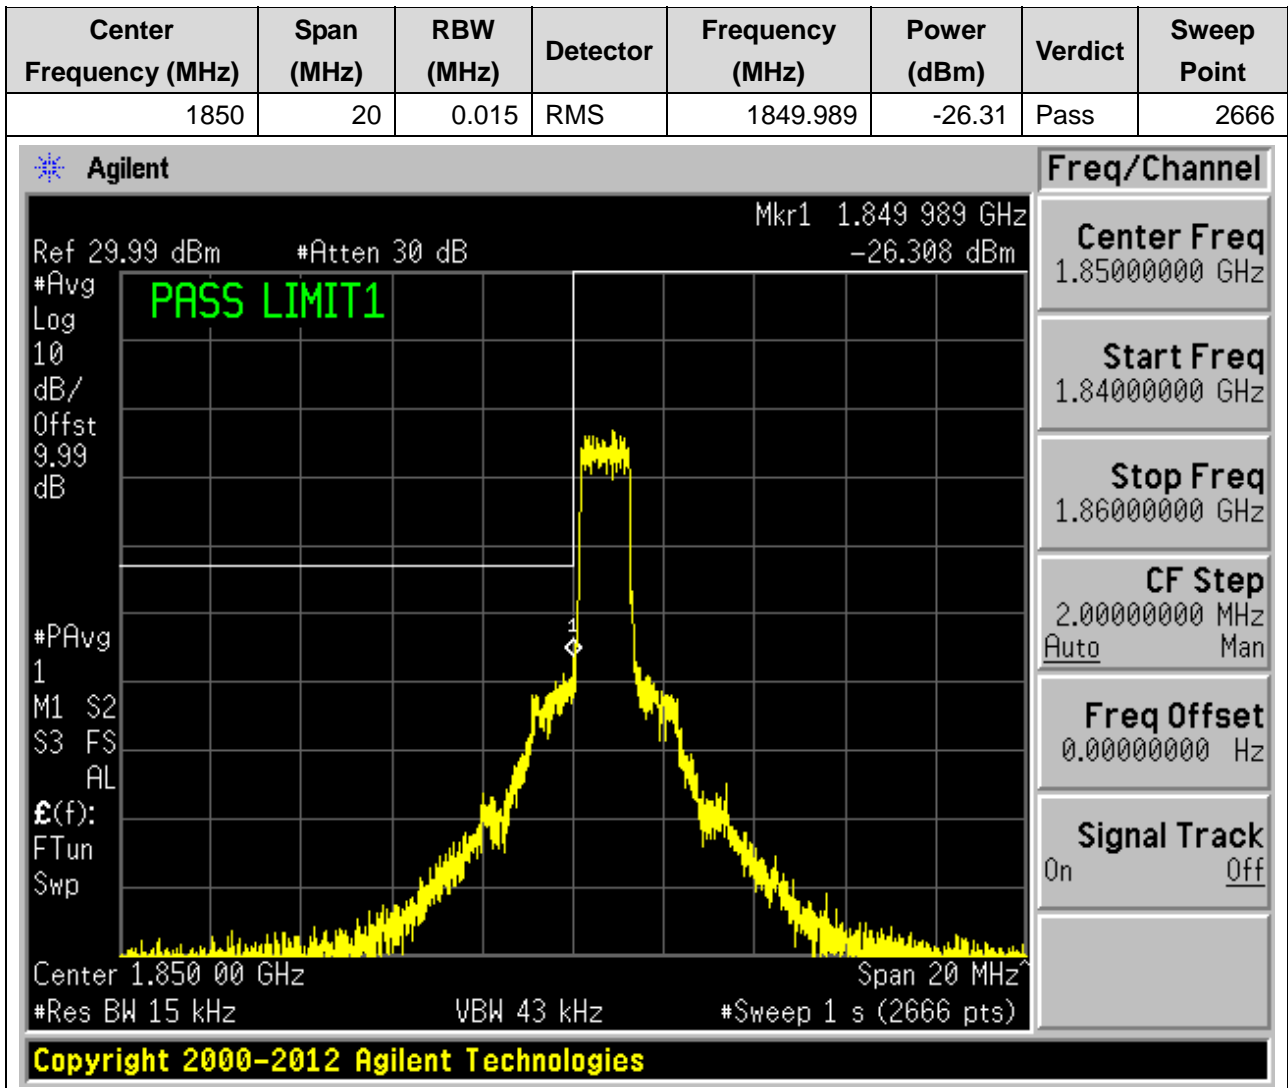 Center Frequency (MHz) Span (MHz) RBW (MHz) Detector Frequency (MHz) Power (dBm) Verdict Sweep Point
1850 20 0.015 RMS 1849.989 -26.31 Pass 2666
Agilent
Freq/Channel
Mkr1 1.849 989 GHz
Ref 29.99 dBm #Atten 30 dB -26.308 dBm
#Avg
Log
10
dB/
Offst
9.99
dB
PASS LIMIT1
1
#PAvg
1
M1 S2
S3 FS
AL
£(f):
FTun
Swp
Center 1.850 00 GHz Span 20 MHz^
#Res BW 15 kHz VBW 43 kHz #Sweep 1 s (2666 pts)
Center Freq
1.85000000 GHz
Start Freq
1.84000000 GHz
Stop Freq
1.86000000 GHz
CF Step
2.00000000 MHz
Auto Man
Freq Offset
0.00000000 Hz
Signal Track
On Off
Copyright 2000-2012 Agilent Technologies